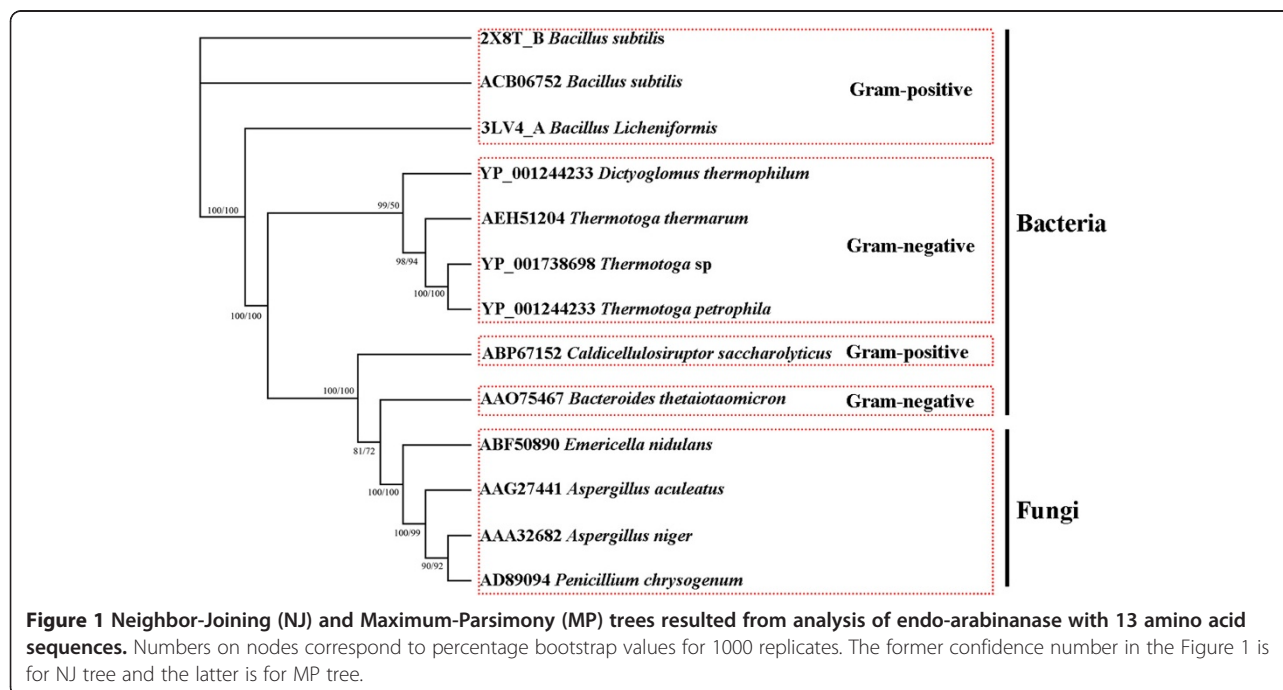 2X8T_B Bacillus subtilis
ACB06752 Bacillus subtilis
Gram-positive
3LV4_A Bacillus Licheniformis
YP_001244233 Dictyoglomus thermophilum
99/50
AEH51204 Thermotoga thermarum
Bacteria
100/100
Gram-negative
98/94
YP_001738698 Thermotoga sp
100/100
YP_001244233 Thermotoga petrophila
100/100
ABP67152 Caldicellulosiruptor saccharolyticus Gram-positive
100/100
AAO75467 Bacteroides thetaiotaomicron Gram-negative
81/72
ABF50890 Emericella nidulans
100/100
AAG27441 Aspergillus aculeatus
Fungi
100/99
AAA32682 Aspergillus niger
90/92
AD89094 Penicillium chrysogenum
Figure 1 Neighbor-Joining (NJ) and Maximum-Parsimony (MP) trees resulted from analysis of endo-arabinanase with 13 amino acid
sequences. Numbers on nodes correspond to percentage bootstrap values for 1000 replicates. The former confidence number in the Figure 1 is
for NJ tree and the latter is for MP tree.